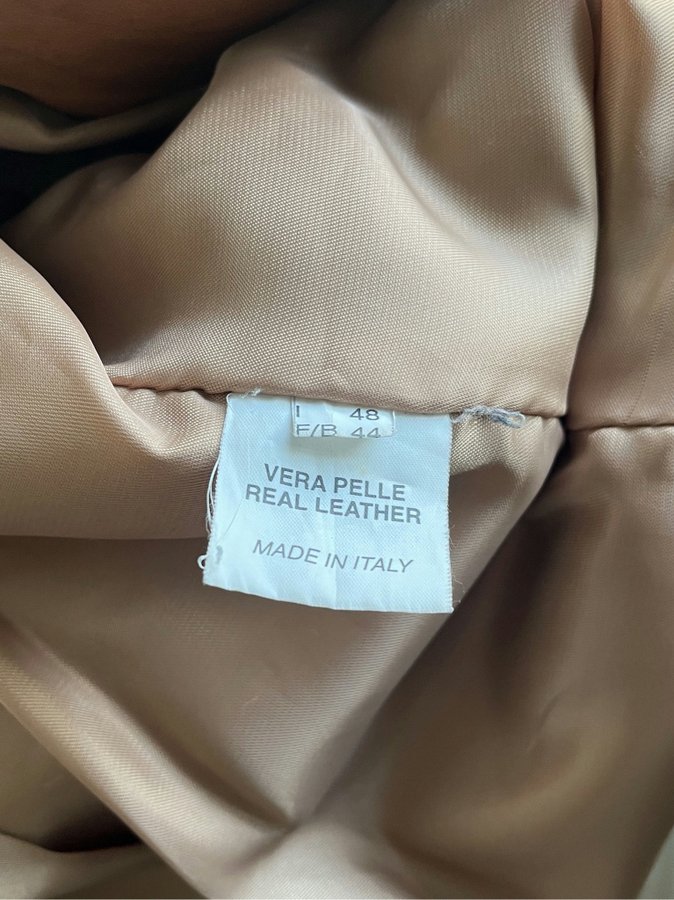 I 48
F/B 44
VERA PELLE
REAL LEATHER
MADE IN ITALY